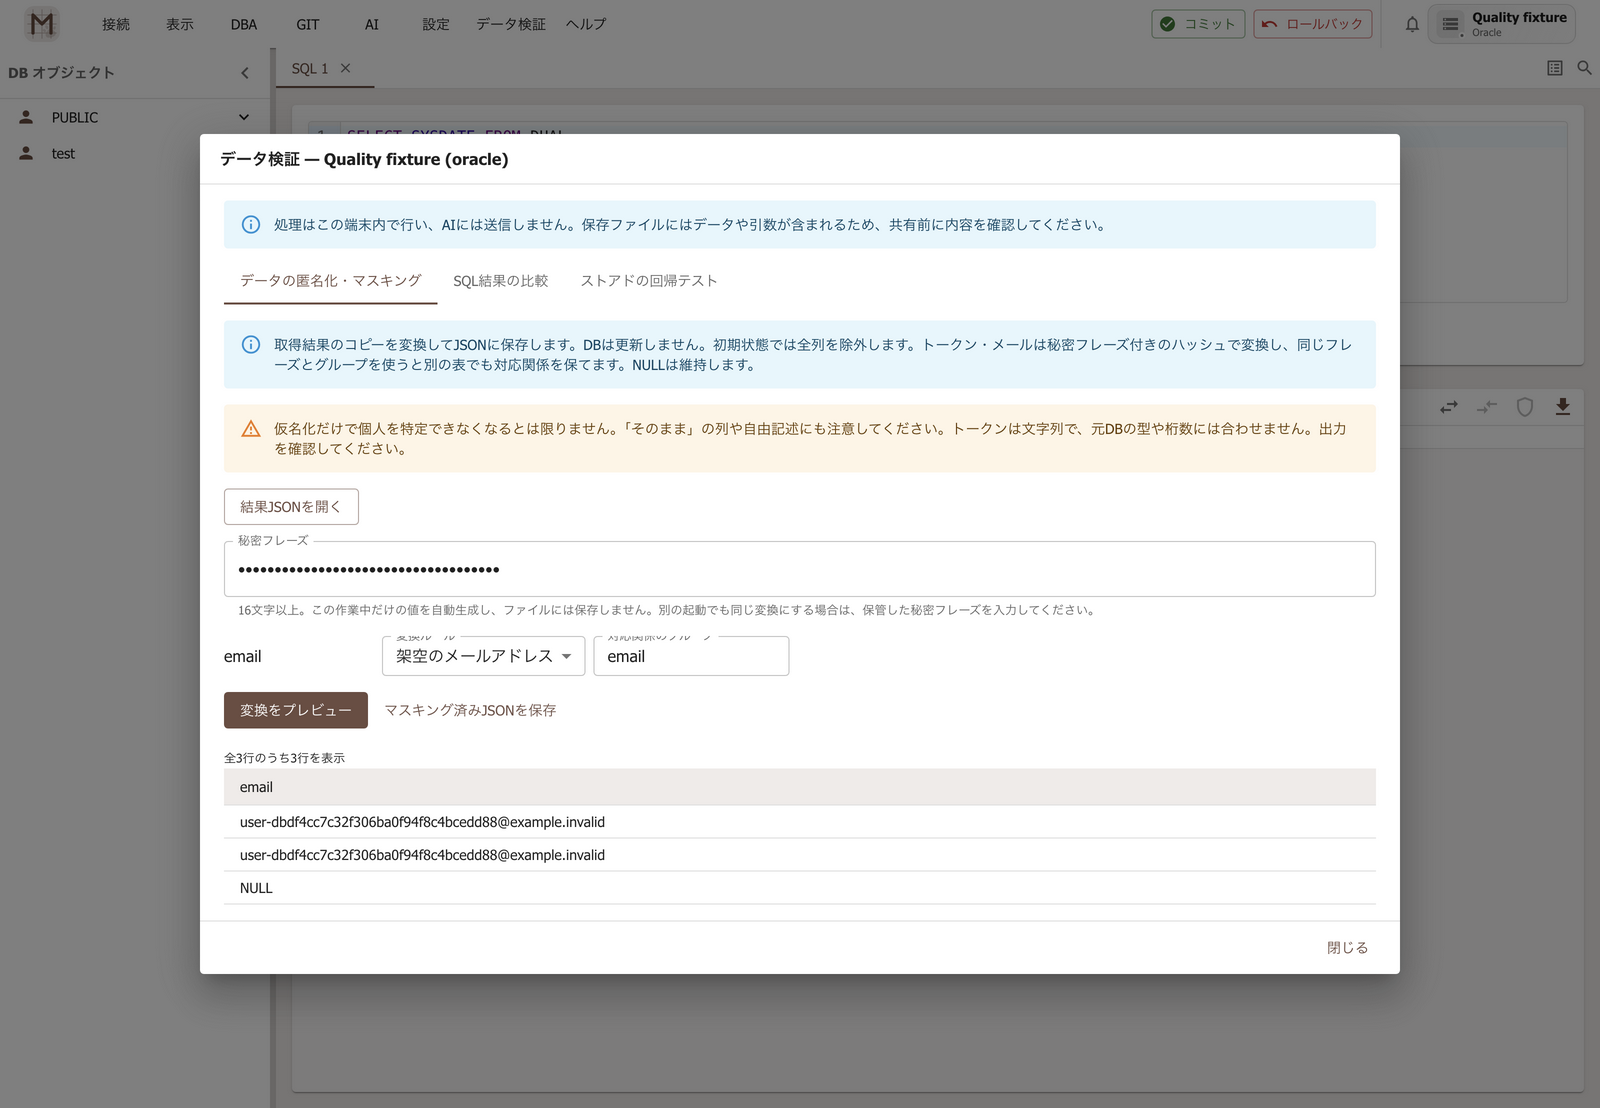 M
接続
表示
DBA
GIT
AI
設定
データ検証
ヘルプ
コミット
ロールバック
Quality fixture
Oracle
DB オブジェクト
SQL 1
PUBLIC
test
1 SELECT SYSDATE FROM DUAL
データ検証 — Quality fixture (oracle)
処理はこの端末内で行い、AIには送信しません。保存ファイルにはデータや引数が含まれるため、共有前に内容を確認してください。
データの匿名化・マスキング
SQL結果の比較
ストアドの回帰テスト
取得結果のコピーを変換してJSONに保存します。DBは更新しません。初期状態では全列を除外します。トークン・メールは秘密フレーズ付きのハッシュで変換し、同じフレ
ーズとグループを使うと別の表でも対応関係を保てます。NULLは維持します。
仮名化だけで個人を特定できなくなるとは限りません。「そのまま」の列や自由記述にも注意してください。トークンは文字列で、元DBの型や桁数には合わせません。出力
を確認してください。
結果JSONを開く
秘密フレーズ
••••••••••••••••••••••••••••••••••••
16文字以上。この作業中だけの値を自動生成し、ファイルには保存しません。別の起動でも同じ変換にする場合は、保管した秘密フレーズを入力してください。
変換ルール
対応関係のグループ
email
架空のメールアドレス
email
変換をプレビュー
マスキング済みJSONを保存
全3行のうち3行を表示
email
user-dbdf4cc7c32f306ba0f94f8c4bcedd88@example.invalid
user-dbdf4cc7c32f306ba0f94f8c4bcedd88@example.invalid
NULL
閉じる